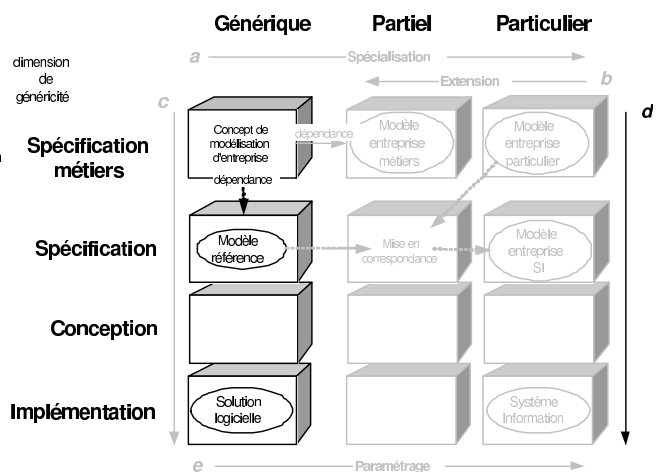 Générique Partiel Particulier
a Spécialisation
dimension
de
généricité
Extension b
c d
Spécification
métiers
Concept de
modélisation
d'entreprise
dépendance
Modèle
entreprise
métiers
Modèle
entreprise
particulier
dépendance
Spécification
Modèle
référence
Mise en
correspondance
Modèle
entreprise
SI
Conception
Implémentation
Solution
logicielle
Système
Information
e Paramétrage